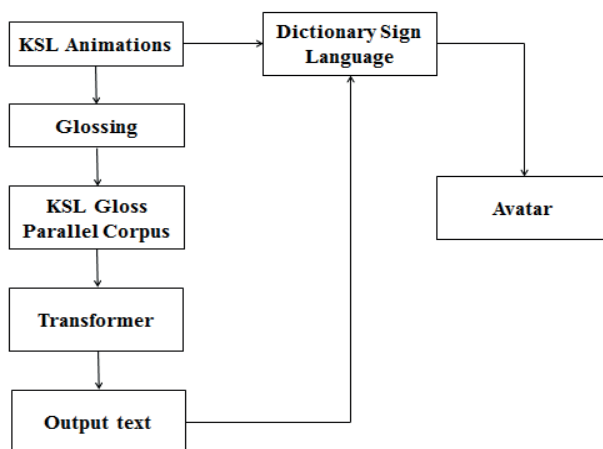 KSL Animations
Dictionary Sign
Language
Glossing
KSL Gloss
Parallel Corpus
Avatar
Transformer
Output text